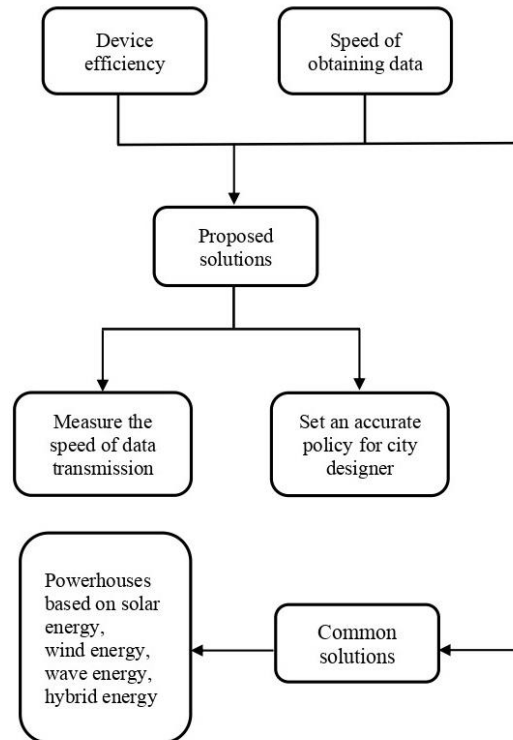 Device
efficiency
Speed of
obtaining data
Proposed
solutions
Measure the
speed of data
transmission
Set an accurate
policy for city
designer
Powerhouses
based on solar
energy,
wind energy,
wave energy,
hybrid energy
Common
solutions